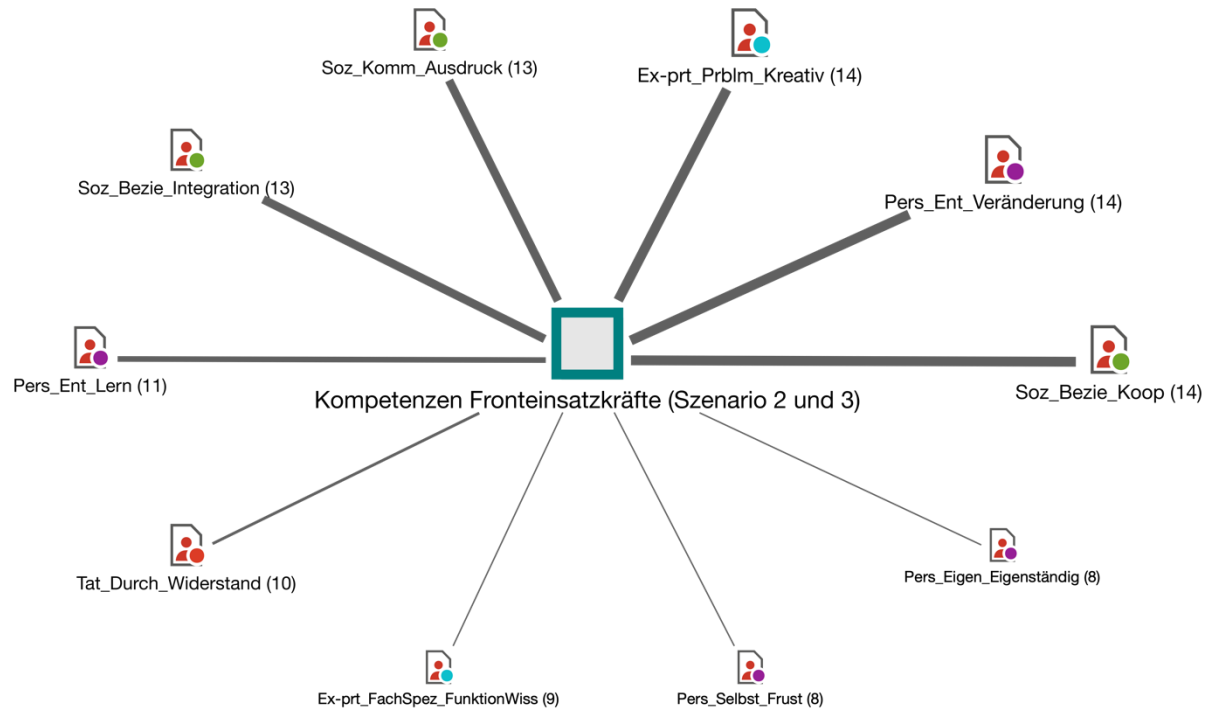 Soz_Komm_Ausdruck (13)
Ex-prt_Prblm_Kreativ (14)
Soz_Bezie_Integration (13)
Pers_Ent_Veränderung (14)
Pers_Ent_Lern (11)
Soz_Bezie_Koop (14)
Kompetenzen Fronteinsatzkräfte (Szenario 2 und 3)
Tat_Durch_Widerstand (10)
Pers_Eigen_Eigenständig (8)
Ex-prt_FachSpez_FunktionWiss (9)
Pers_Selbst_Frust (8)